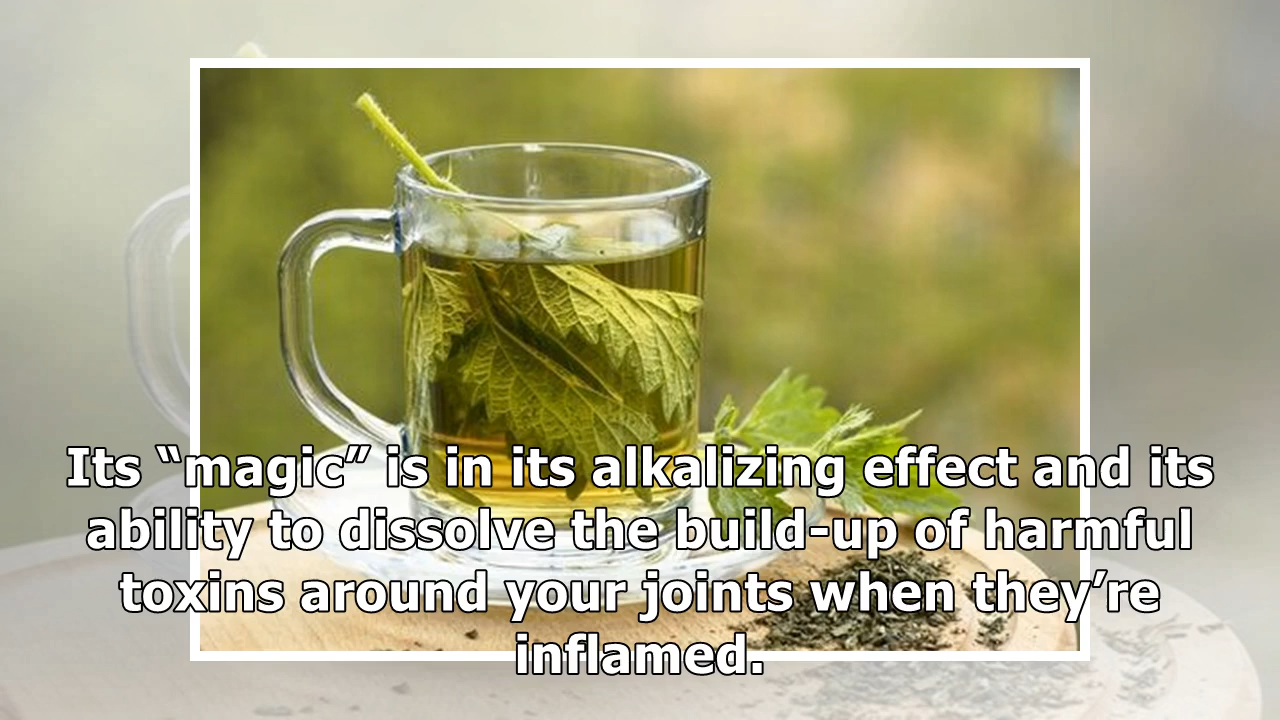 Its “magic” is in its alkalizing effect and its
ability to dissolve the build-up of harmful
toxins around your joints when they’re
inflamed.